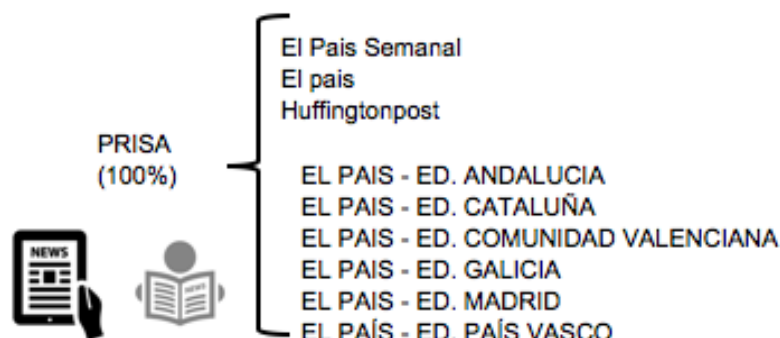 El Pais Semanal
El pais
Huffingtonpost
PRISA
(100%)
EL PAIS - ED. ANDALUCIA
EL PAIS - ED. CATALUÑA
EL PAIS - ED. COMUNIDAD VALENCIANA
EL PAIS - ED. GALICIA
EL PAIS - ED. MADRID
EL PAÍS - ED. PAÍS VASCO
NEWS
NEWS